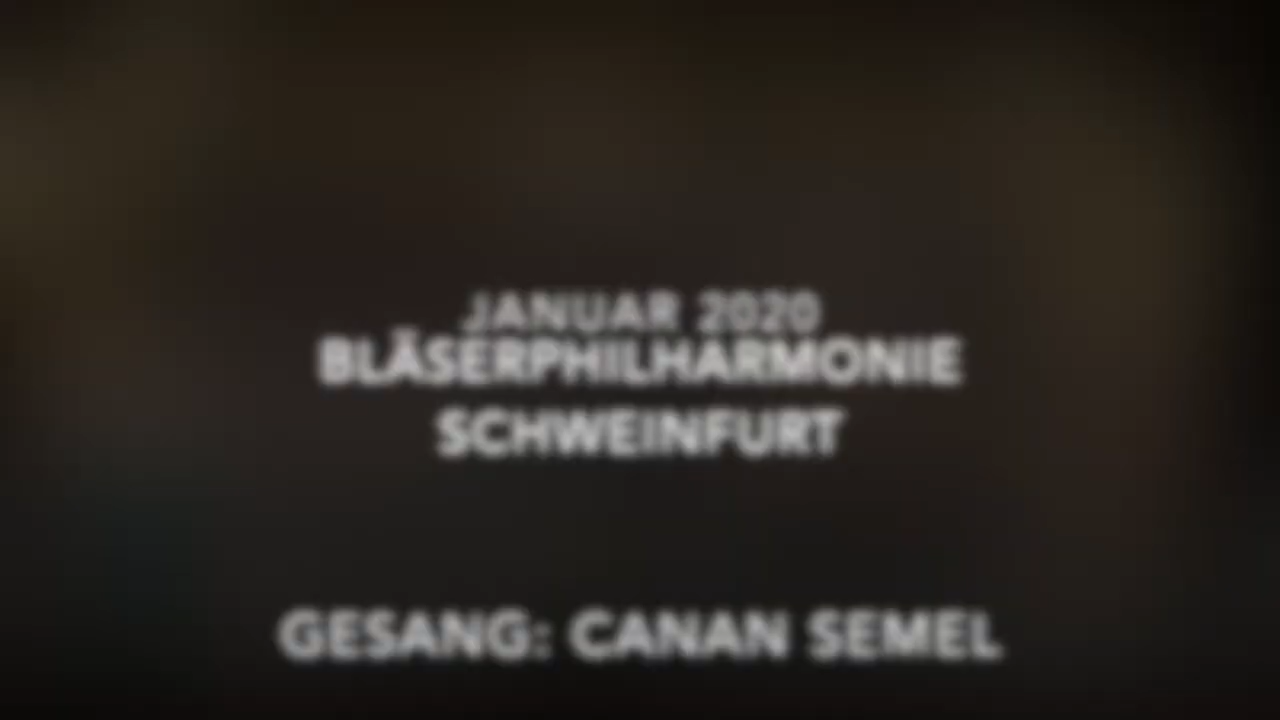 JANUAR 2020
BLÄSERPHILHARMONIE
SCHWEINFURT
GESANG: CANAN SEMEL